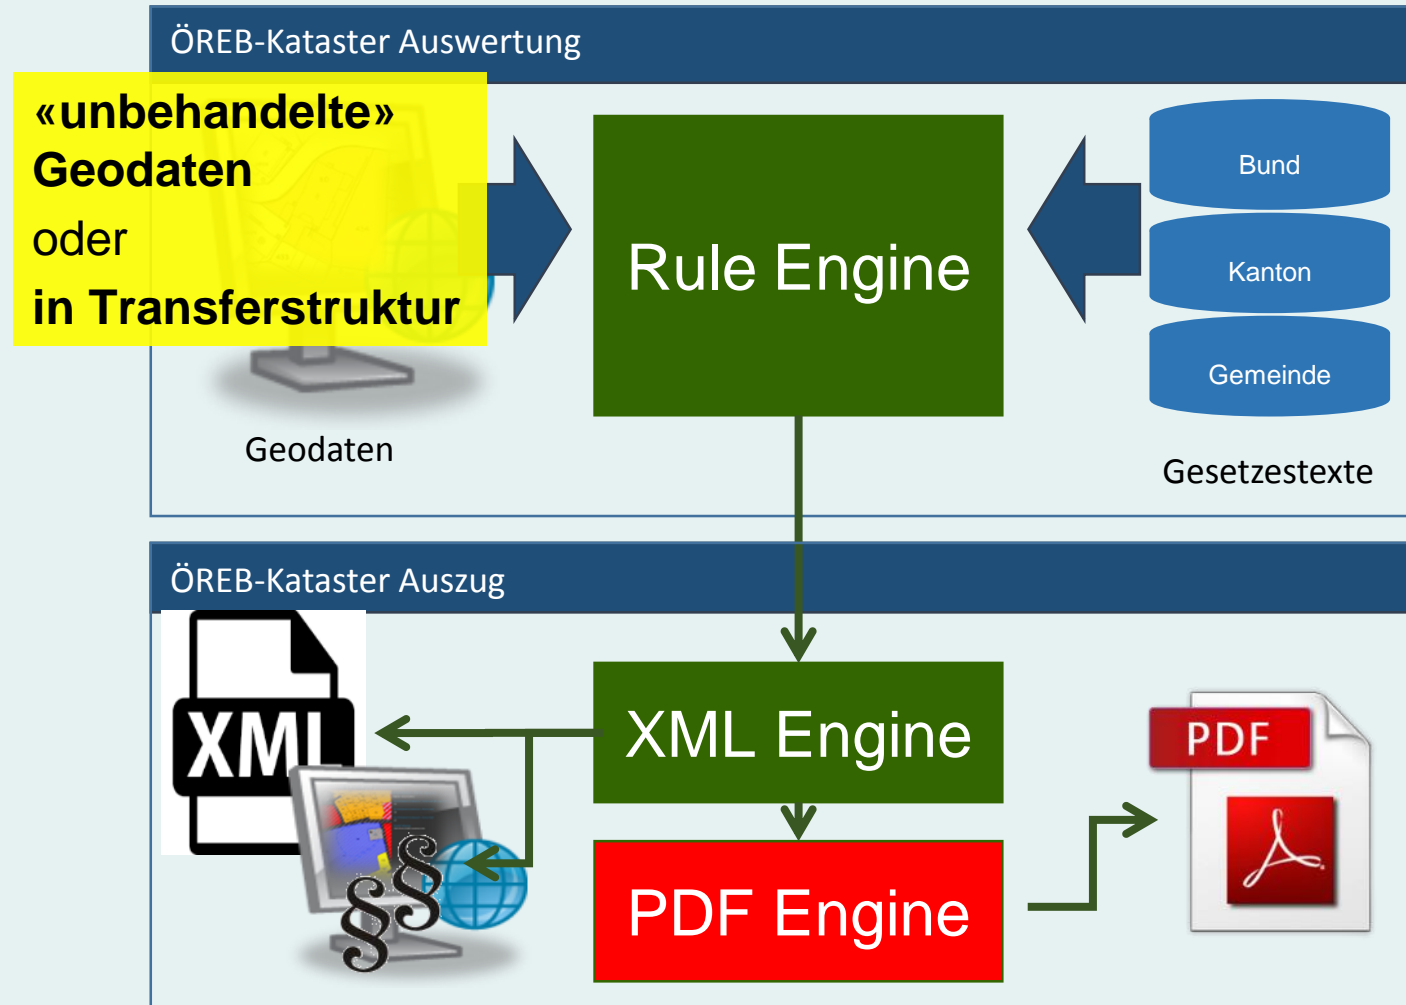 ÖREB-Kataster Auswertung
«unbehandelte»
Geodaten
oder
in Transferstruktur
Geodaten
Rule Engine
Bund
Kanton
Gemeinde
Gesetzestexte
ÖREB-Kataster Auszug
XML
§§
XML Engine
PDF Engine
PDF